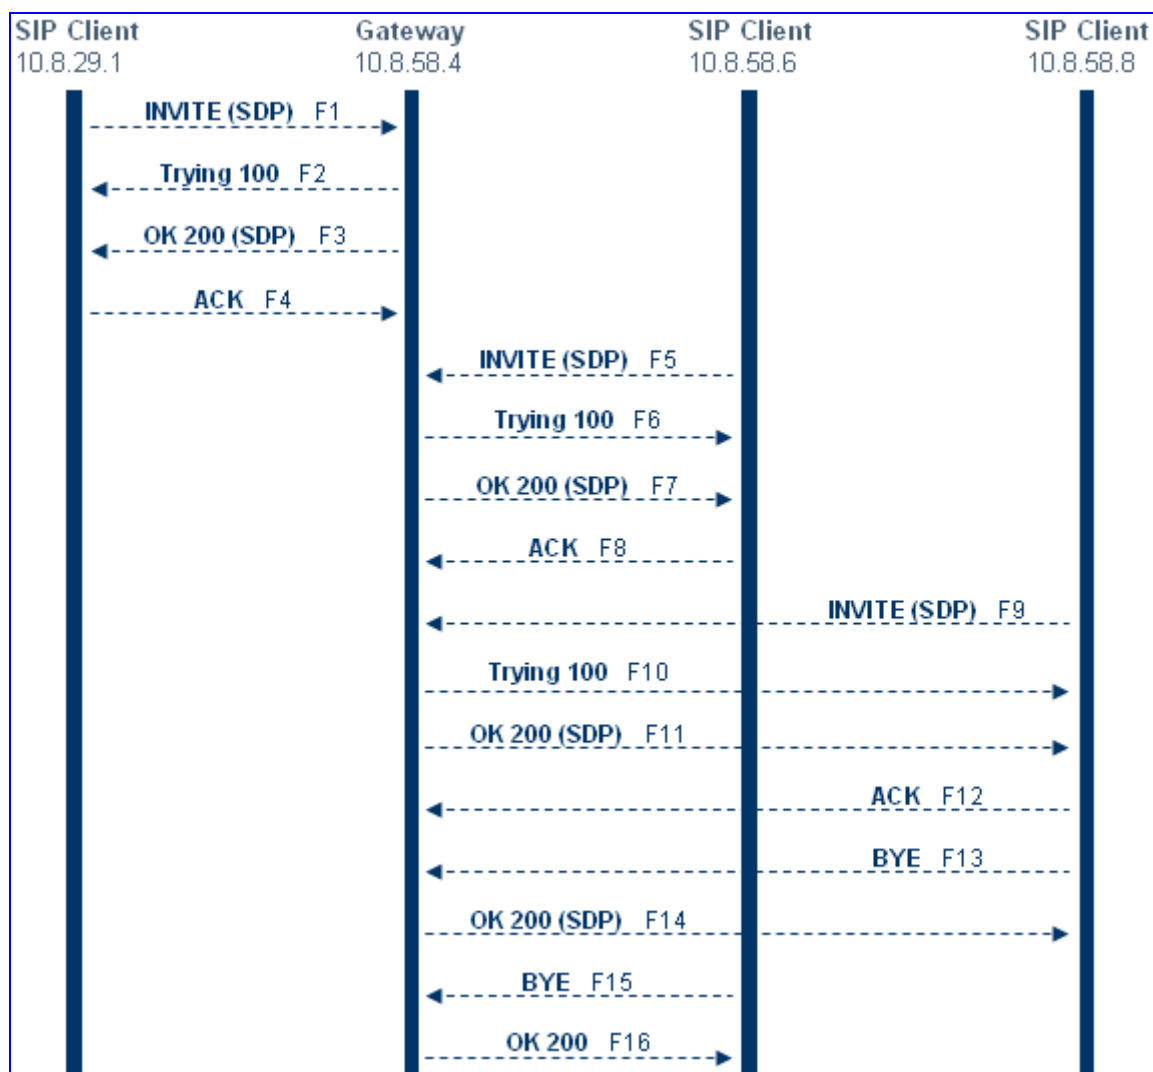 SIP Client Gateway SIP Client SIP Client
10.8.29.1 10.8.58.4 10.8.58.6 10.8.58.8
INVITE (SDP) F1
Trying 100 F2
OK 200 (SDP) F3
ACK F4
INVITE (SDP) F5
Trying 100 F6
OK 200 (SDP) F7
ACK F8
INVITE (SDP) F9
Trying 100 F10
OK 200 (SDP) F11
ACK F12
BYE F13
OK 200 (SDP) F14
BYE F15
OK 200 F16